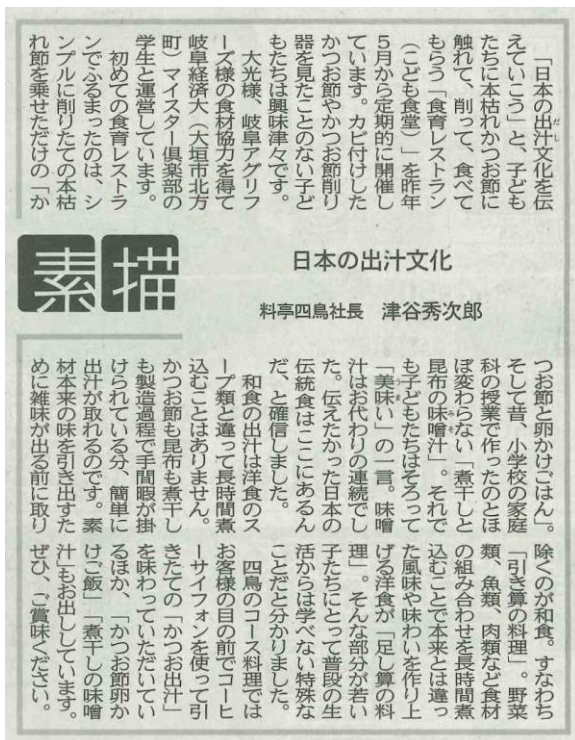 日本の出汁文化
料亭四鳥社長　津谷秀次郎
素描
「日本の出汁文化を伝
だし
えていこう」と、子ども
たちに本枯れかつお節に
触れて、削って、食べて
もらう「食育レストラン
（こども食堂）」を昨年
５月から定期的に開催し
ています。カビ付けした
かつお節やかつお節削り
器を見たことのない子ど
もたちは興味津々です。
大光様、岐阜アグリフ
ーズ様の食材協力を得て
岐阜経済大（大垣市北方
町）マイスター倶楽部の
学生と運営しています。
初めての食育レストラ
ンでふるまったのは、シ
ンプルに削りたての本枯
れ節を乗せただけの「か
つお節と卵かけごはん」。
そして昔、小学校の家庭
科の授業で作ったのとほ
ぼ変わらない「煮干しと
昆布の味噌汁」。それで
みそ
も子どもたちはそろって
「美味い」の一言。味噌
うま
汁はお代わりの連続でし
た。伝えたかった日本の
伝統食はここにあるん
だ、と確信しました。
和食の出汁は洋食のス
ープ類と違って長時間煮
込むことはありません。
かつお節も昆布も煮干し
も製造過程で手間暇が掛
けられている分、簡単に
出汁が取れるのです。素
材本来の味を引き出すた
めに雑味が出る前に取り
除くのが和食。すなわち
「引き算の料理」。野菜
類、魚類、肉類など食材
の組み合わせを長時間煮
込むことで本来とは違っ
た風味や味わいを作り上
げる洋食が「足し算の料
理」。そんな部分が若い
子たちにとって普段の生
活からは学べない特殊な
ことだと分かりました。
四鳥のコース料理では
お客様の目の前でコーヒ
ーサイフォンを使って引
きたての「かつお出汁」
を味わっていただいてい
るほか、「かつお節卵か
けご飯」「煮干しの味噌
汁」もお出ししています。
ぜひ、ご賞味ください。